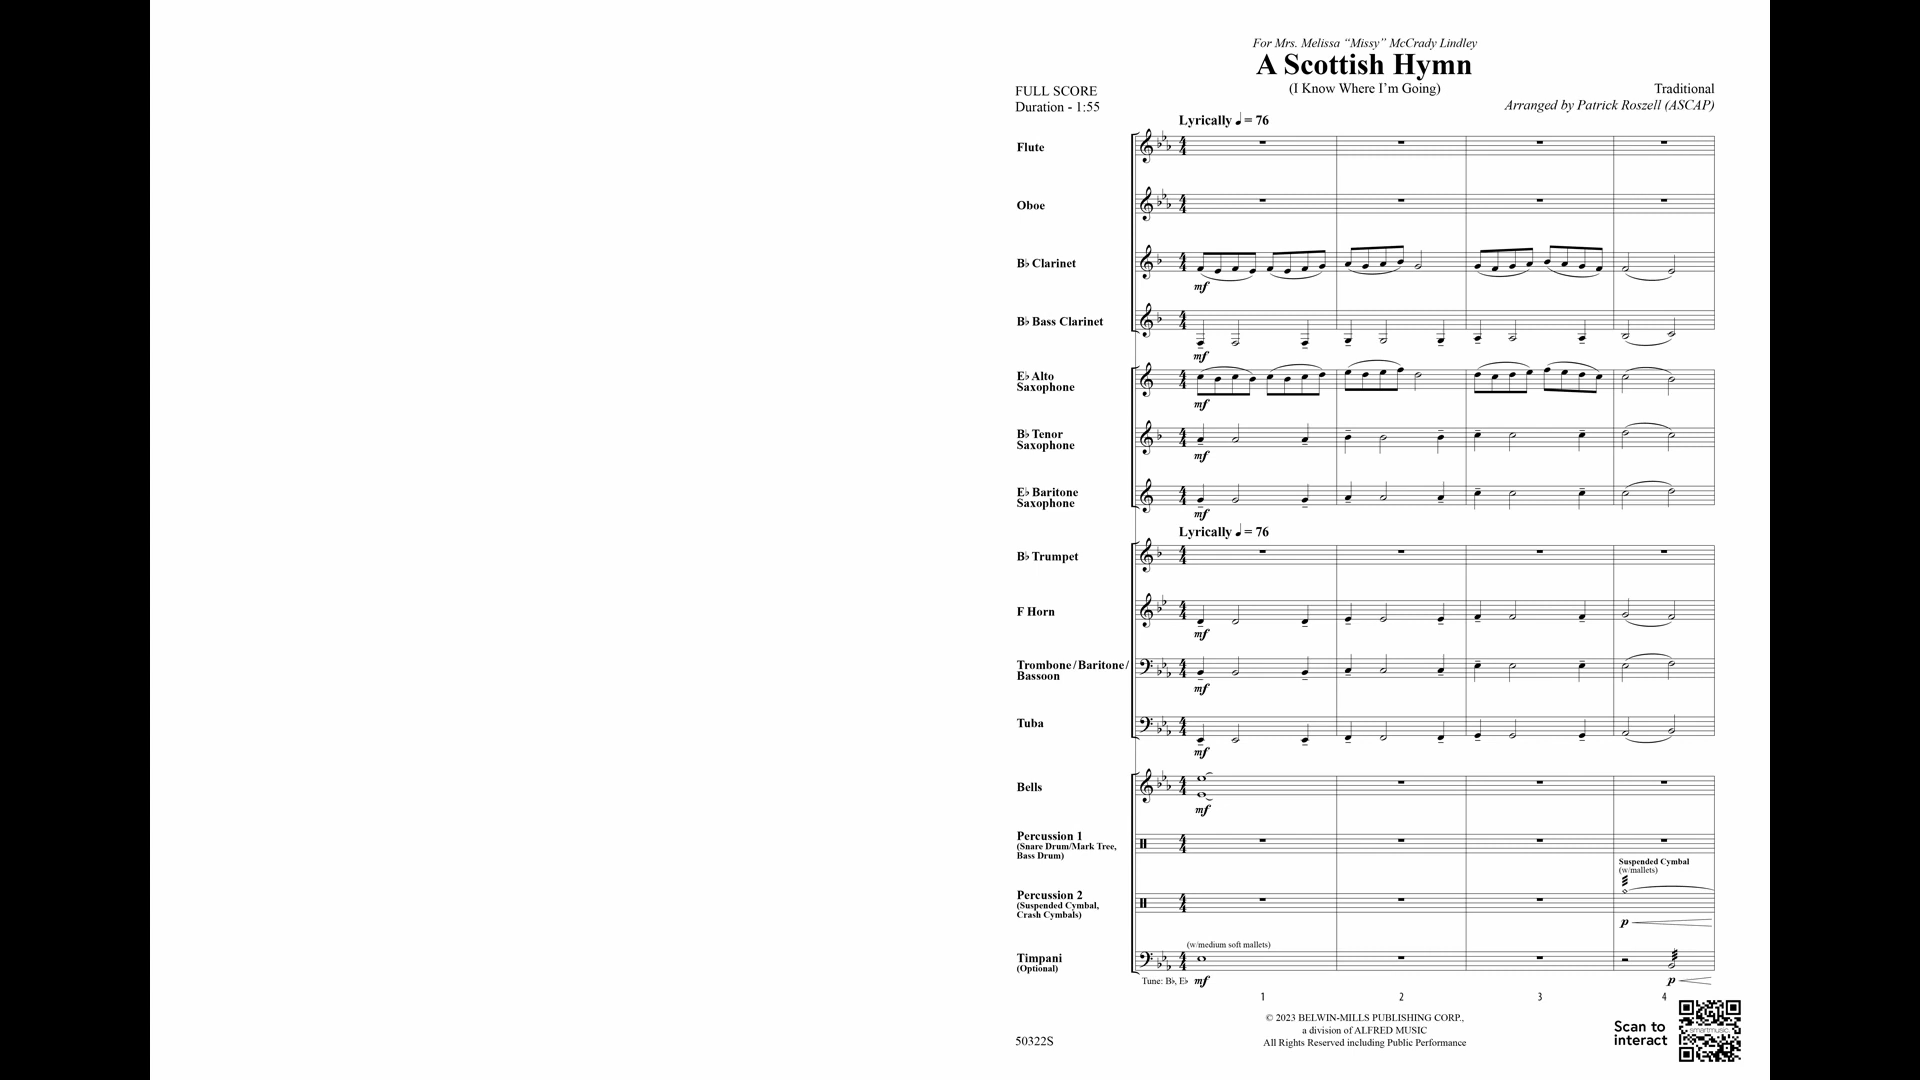 For Mrs. Melissa “Missy” McCrady Lindley
A Scottish Hymn
(I Know Where I’m Going)
FULL SCORE
Duration - 1:55
Traditional
Arranged by Patrick Roszell (ASCAP)
Lyrically ♩ = 76
Flute
Oboe
B♭ Clarinet
mf
B♭ Bass Clarinet
mf
E♭ Alto
Saxophone
mf
B♭ Tenor
Saxophone
mf
E♭ Baritone
Saxophone
mf
Lyrically ♩ = 76
B♭ Trumpet
F Horn
mf
Trombone / Baritone /
Bassoon
mf
Tuba
mf
Bells
mf
Percussion 1
(Snare Drum/Mark Tree,
Bass Drum)
Suspended Cymbal
(w/mallets)
Percussion 2
(Suspended Cymbal,
Crash Cymbals)
p
(w/medium soft mallets)
Timpani
(Optional)
Tune: B♭, E♭ mf p
1 2 3 4
© 2023 BELWIN-MILLS PUBLISHING CORP.,
a division of ALFRED MUSIC
All Rights Reserved including Public Performance
50322S
Scan to
interact
smartmusic